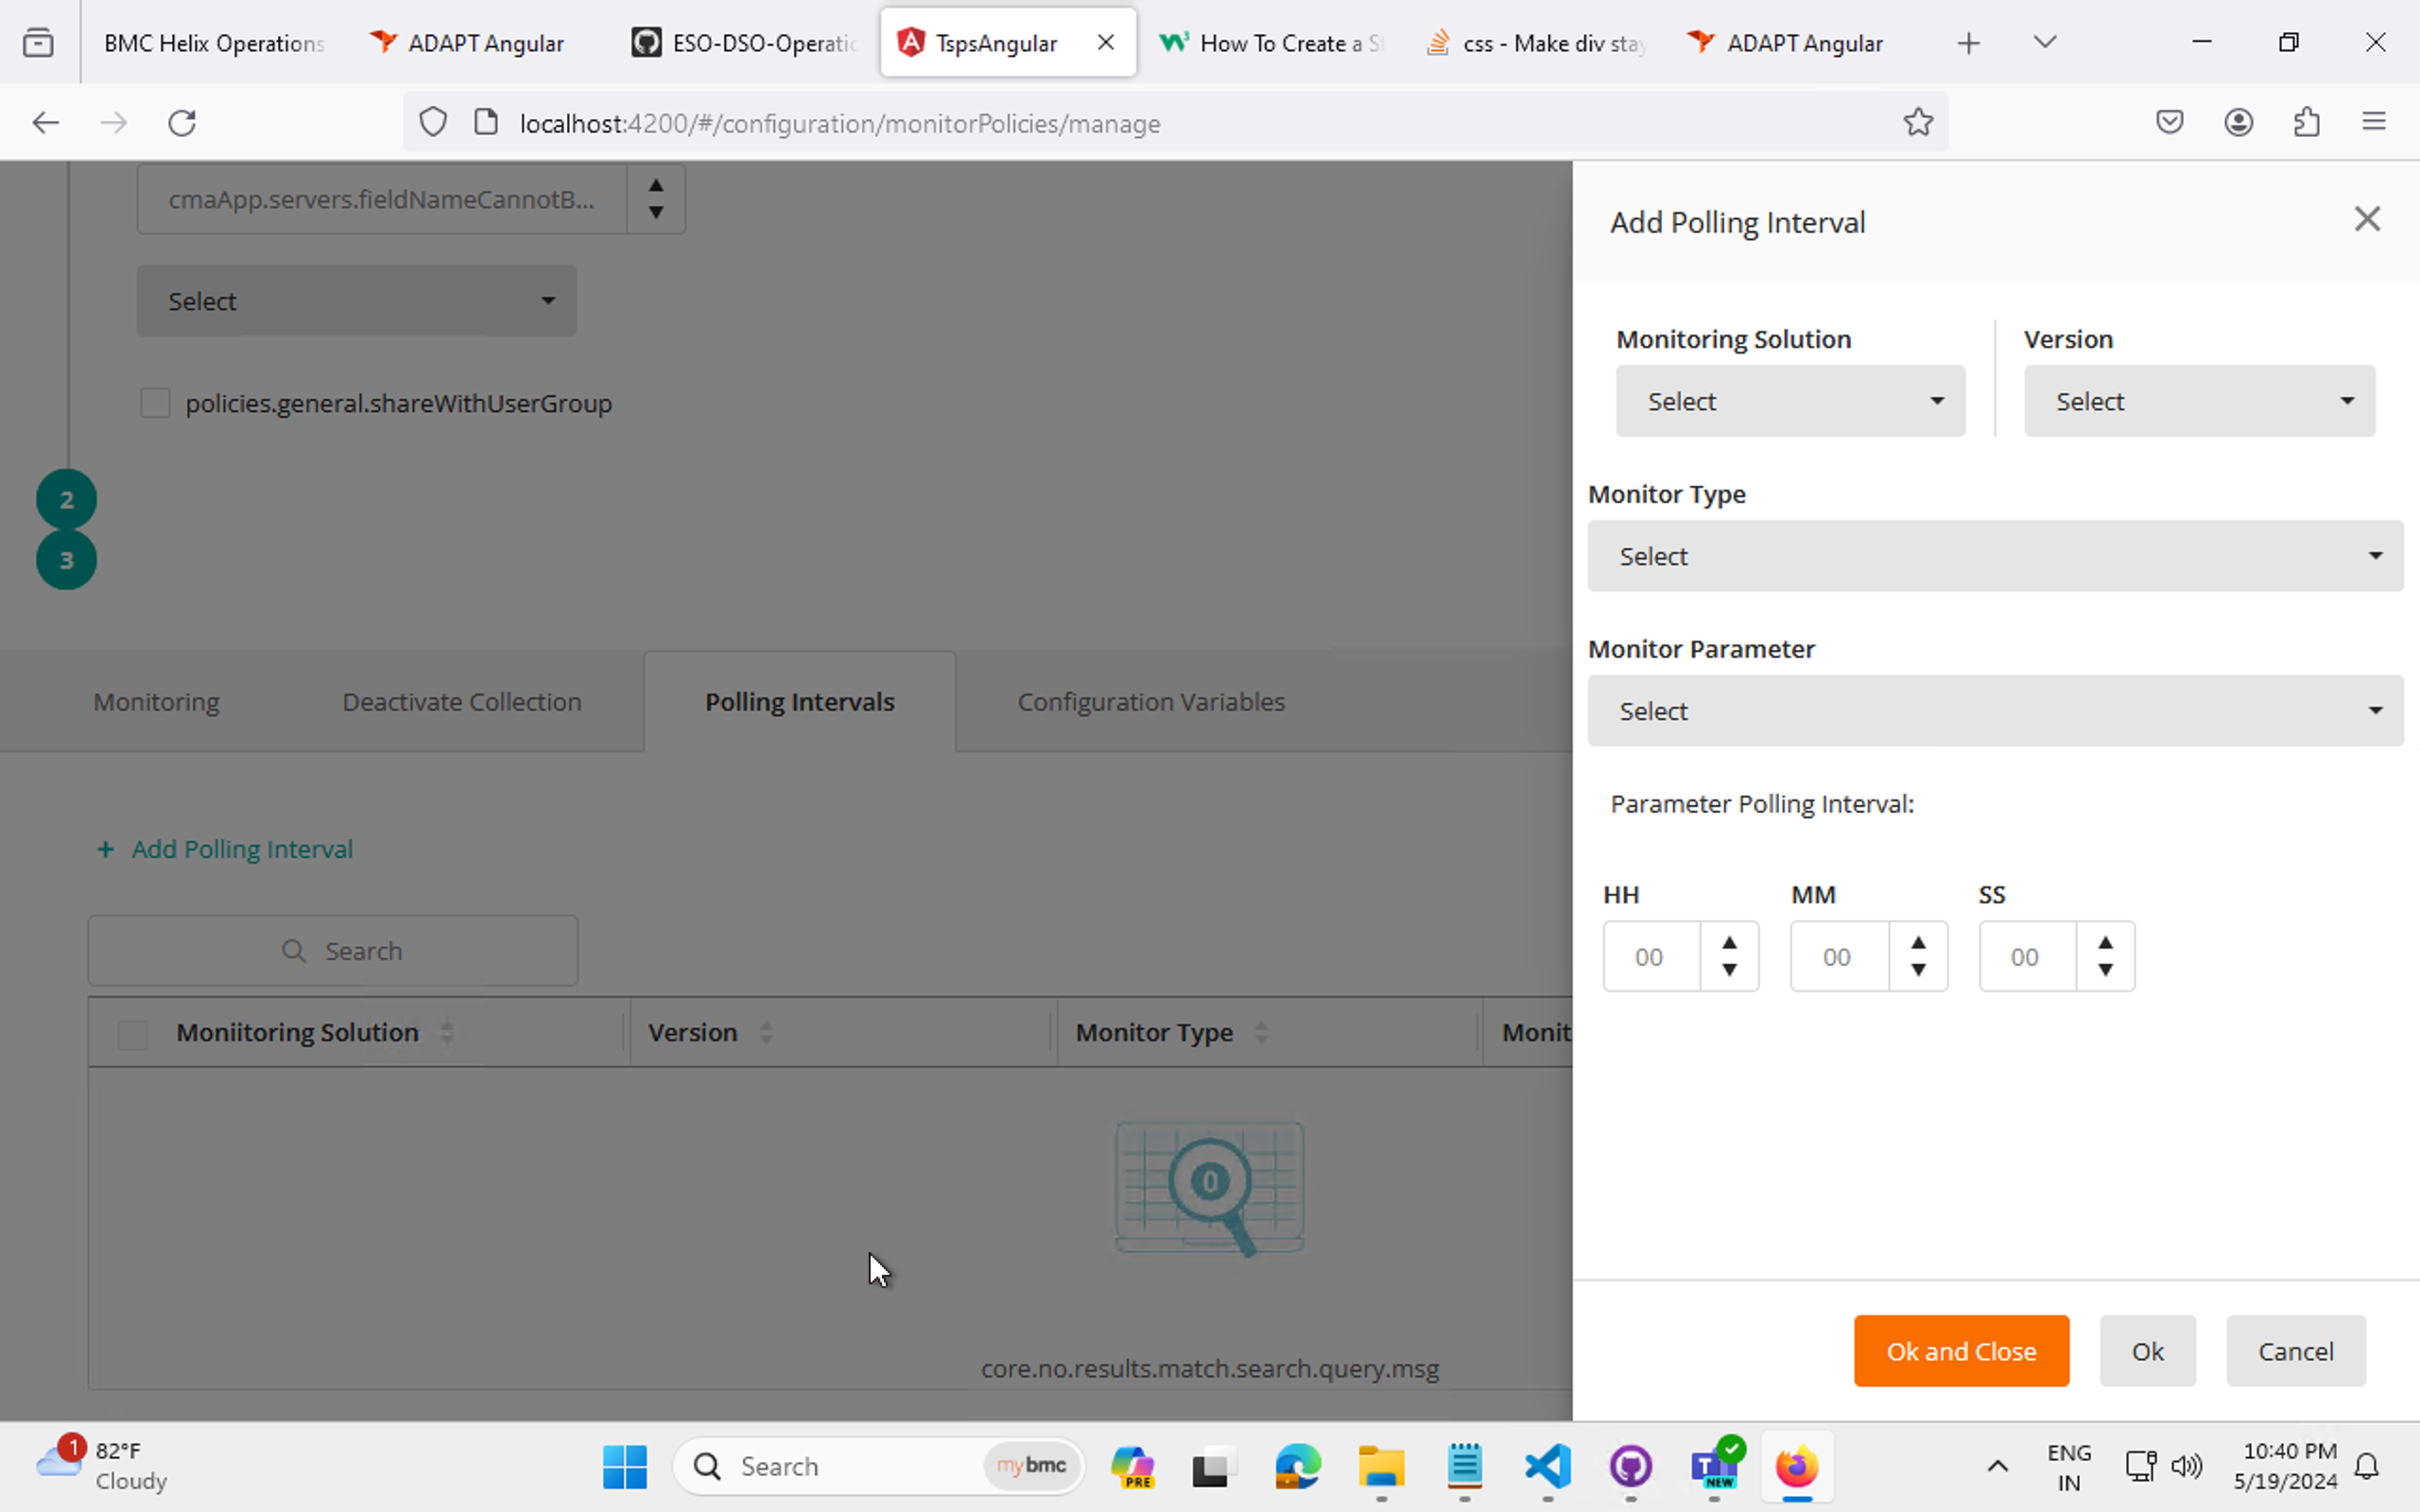 BMC Helix Operations
ADAPT Angular
ESO-DSO-Operatio
TspsAngular
How To Create a St
css - Make div stay
ADAPT Angular
localhost:4200/#/configuration/monitorPolicies/manage
cmaApp.servers.fieldNameCannotB...
Select
policies.general.shareWithUserGroup
2
3
Monitoring
Deactivate Collection
Polling Intervals
Configuration Variables
+ Add Polling Interval
Search
Moniitoring Solution
Version
Monitor Type
Monit
0
core.no.results.match.search.query.msg
Add Polling Interval
Monitoring Solution
Version
Select
Select
Monitor Type
Select
Monitor Parameter
Select
Parameter Polling Interval:
HH
MM
SS
00
00
00
Ok and Close
Ok
Cancel
1
82°F
Cloudy
Search
mybmc
PRE
T
NEW
ENG
IN
10:40 PM
5/19/2024